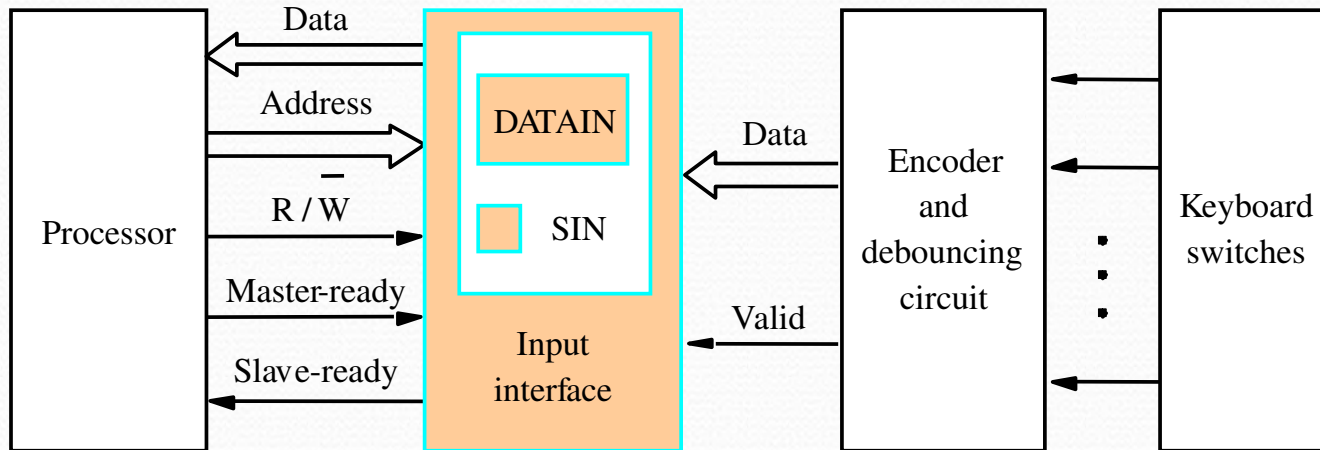 Data
Address
R / W̅
Master-ready
Slave-ready
Processor
DATAIN
SIN
Input
interface
Data
Valid
Encoder
and
debouncing
circuit
Keyboard
switches